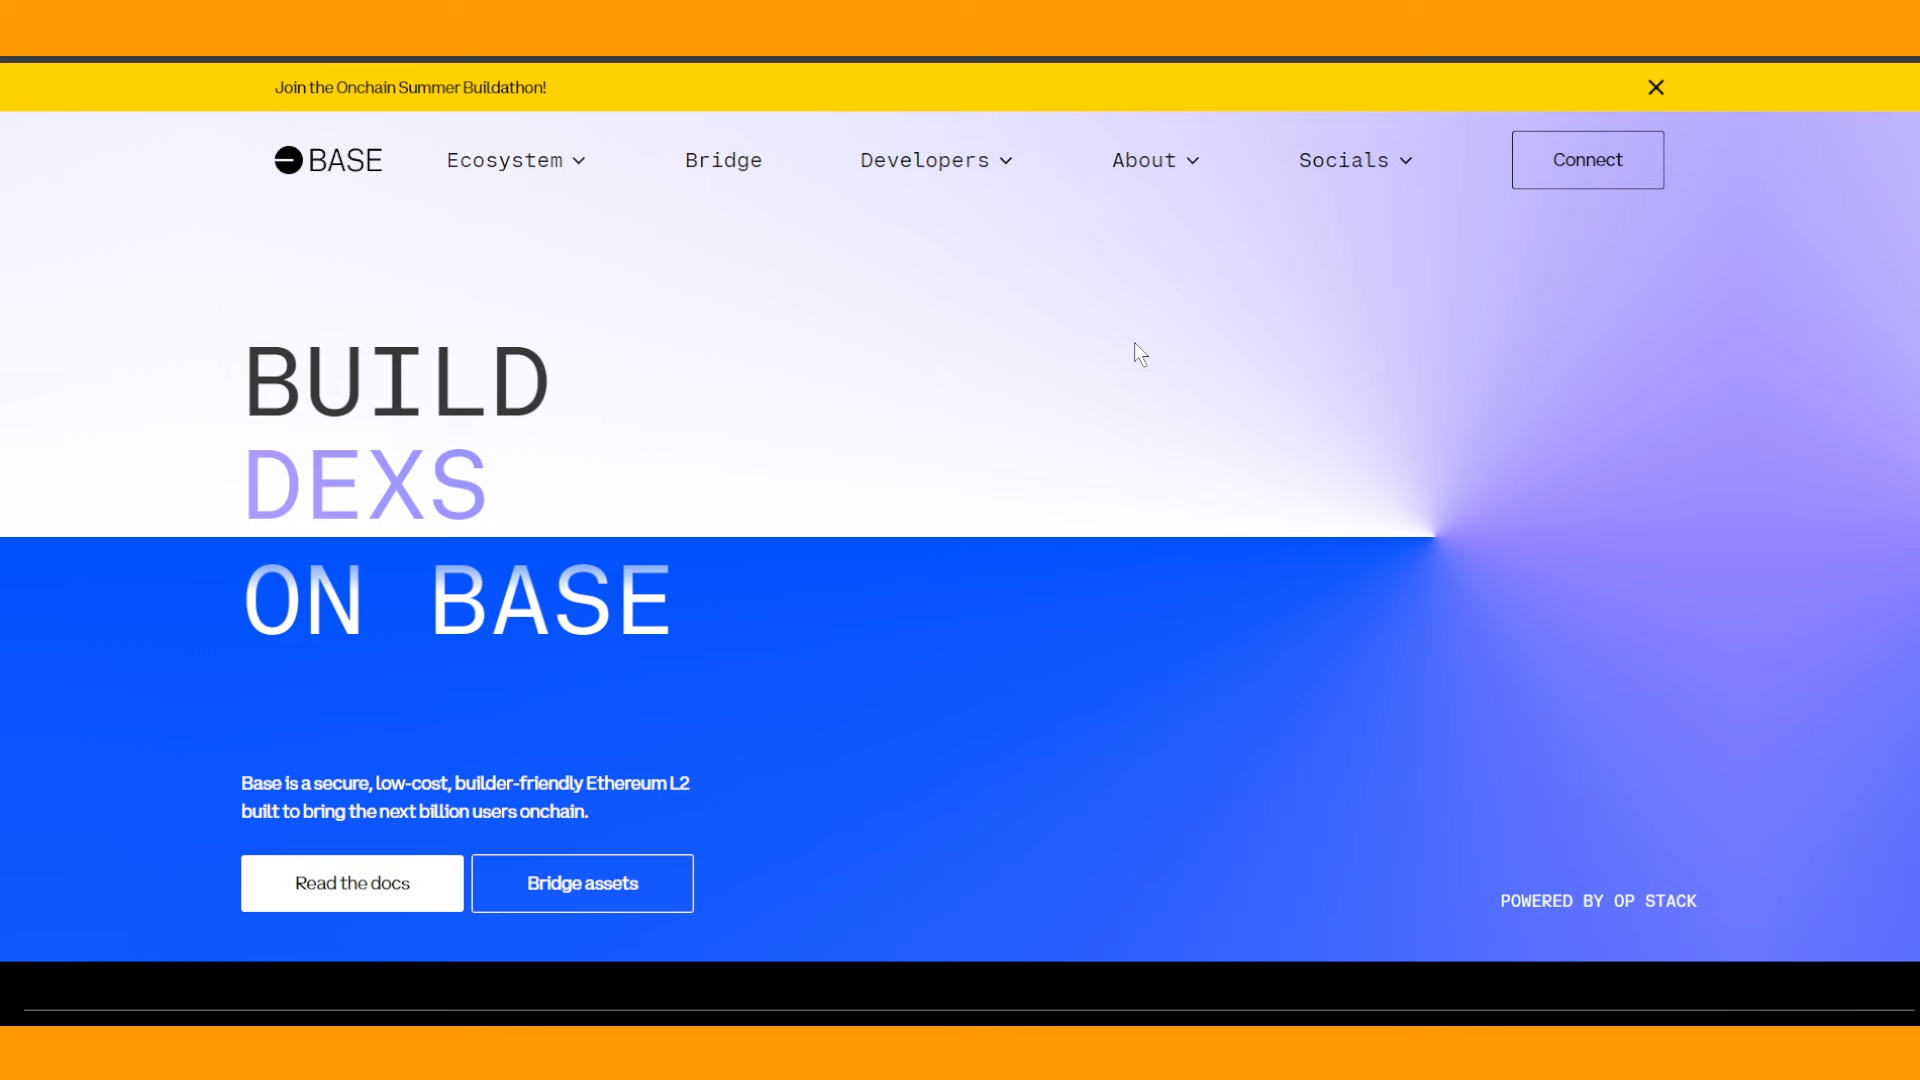 Join the Onchain Summer Buildathon!
BASE Ecosystem Bridge Developers About Socials Connect
BUILD
DEXS
ON BASE
Base is a secure, low-cost, builder-friendly Ethereum L2
built to bring the next billion users onchain.
Read the docs Bridge assets
POWERED BY OP STACK